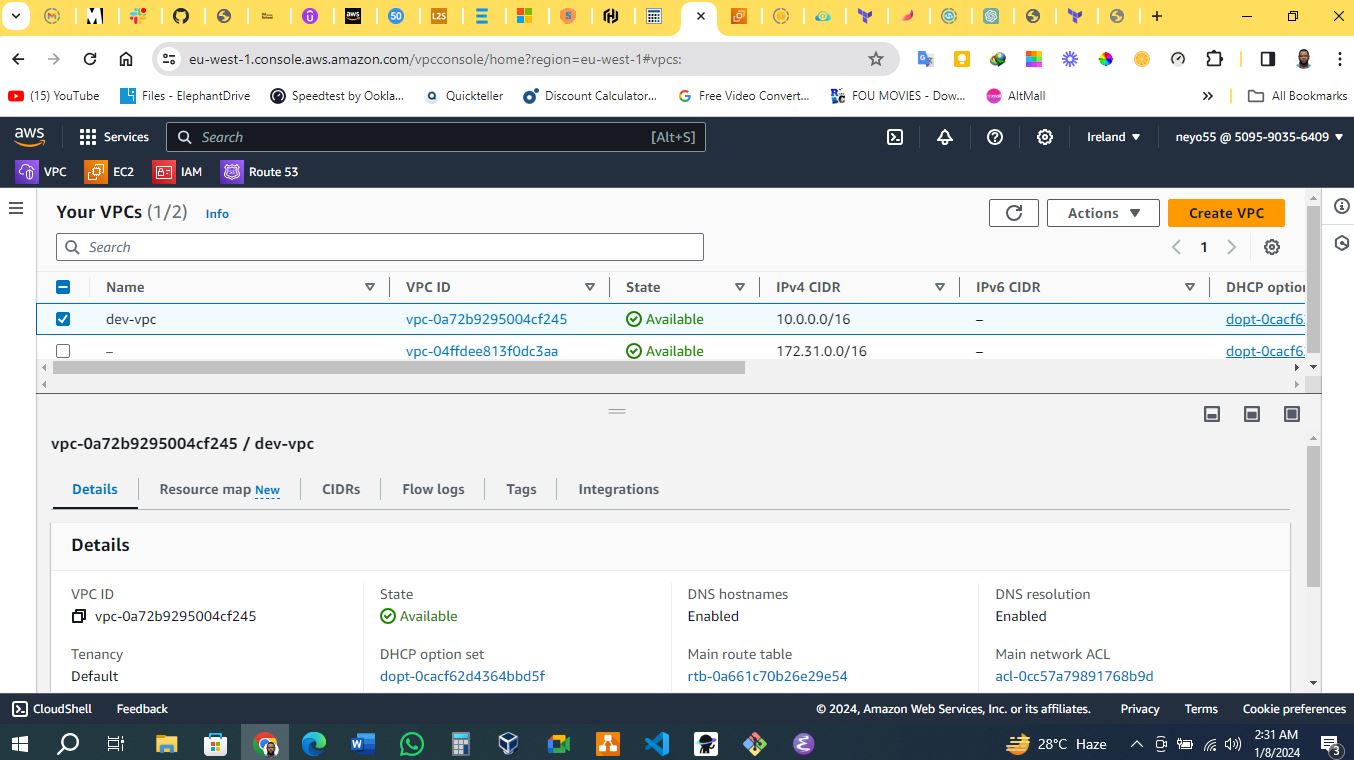 50
L2S
eu-west-1.console.aws.amazon.com/vpconsole/home?region=eu-west-1#vpcs:
(15) YouTube
Files - ElephantDrive
Speedtest by Ookla...
Quickteller
Discount Calculator...
Free Video Convert...
FOU MOVIES - Dow...
AltMall
»
All Bookmarks
aws
Services
Search
[Alt+S]
Ireland
neyo55 @ 5095-9035-6409
VPC
EC2
IAM
Route 53
Your VPCs (1/2) Info
Actions
Create VPC
Search
1
Name
VPC ID
State
IPv4 CIDR
IPv6 CIDR
DHCP option
dev-vpc
vpc-0a72b9295004cf245
Available
10.0.0.0/16
–
dopt-0cacf62
–
vpc-04ffdee813f0dc3aa
Available
172.31.0.0/16
–
dopt-0cacf62
vpc-0a72b9295004cf245 / dev-vpc
Details
Resource map New
CIDRs
Flow logs
Tags
Integrations
Details
VPC ID
vpc-0a72b9295004cf245
State
Available
DNS hostnames
Enabled
DNS resolution
Enabled
Tenancy
Default
DHCP option set
dopt-0cacf62d4364bbd5f
Main route table
rtb-0a661c70b26e29e54
Main network ACL
acl-0cc57a79891768b9d
CloudShell
Feedback
© 2024, Amazon Web Services, Inc. or its affiliates.
Privacy
Terms
Cookie preferences
28°C Haze
2:31 AM
1/8/2024
3